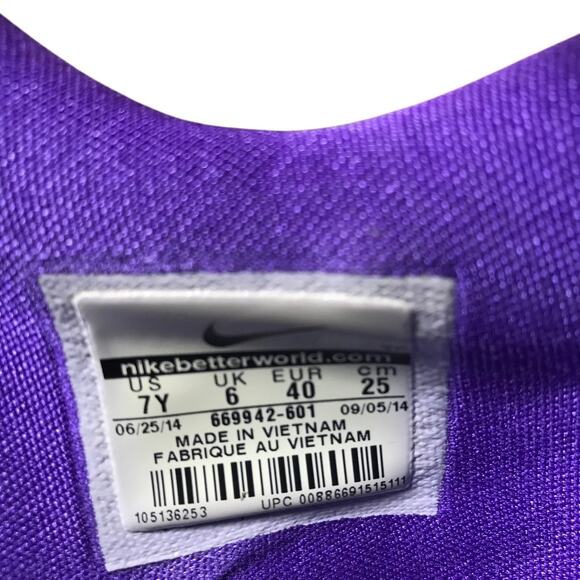 nikebetterworld.com
US UK EUR cm
7Y 6 40 25
06/25/14 669942-601 09/05/14
MADE IN VIETNAM
FABRIQUE AU VIETNAM
105136253 UPC 00886691515111